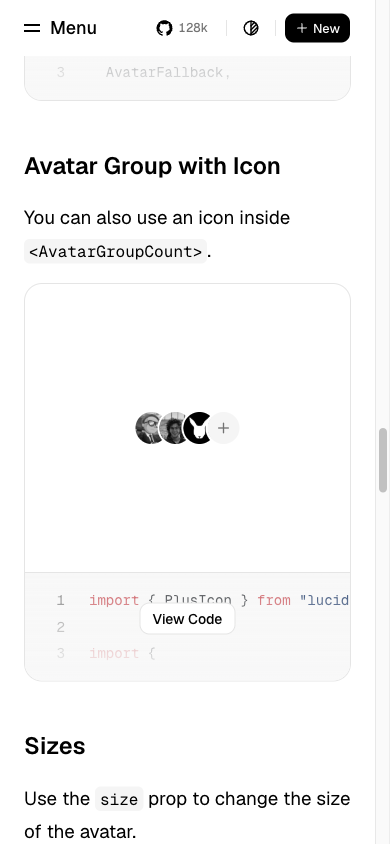 Menu
128k
New
3 AvatarFallback,
Avatar Group with Icon
You can also use an icon inside
<AvatarGroupCount>.
1 import { PlusIcon } from "lucid
2
View Code
3 import {
Sizes
Use the size prop to change the size
of the avatar.